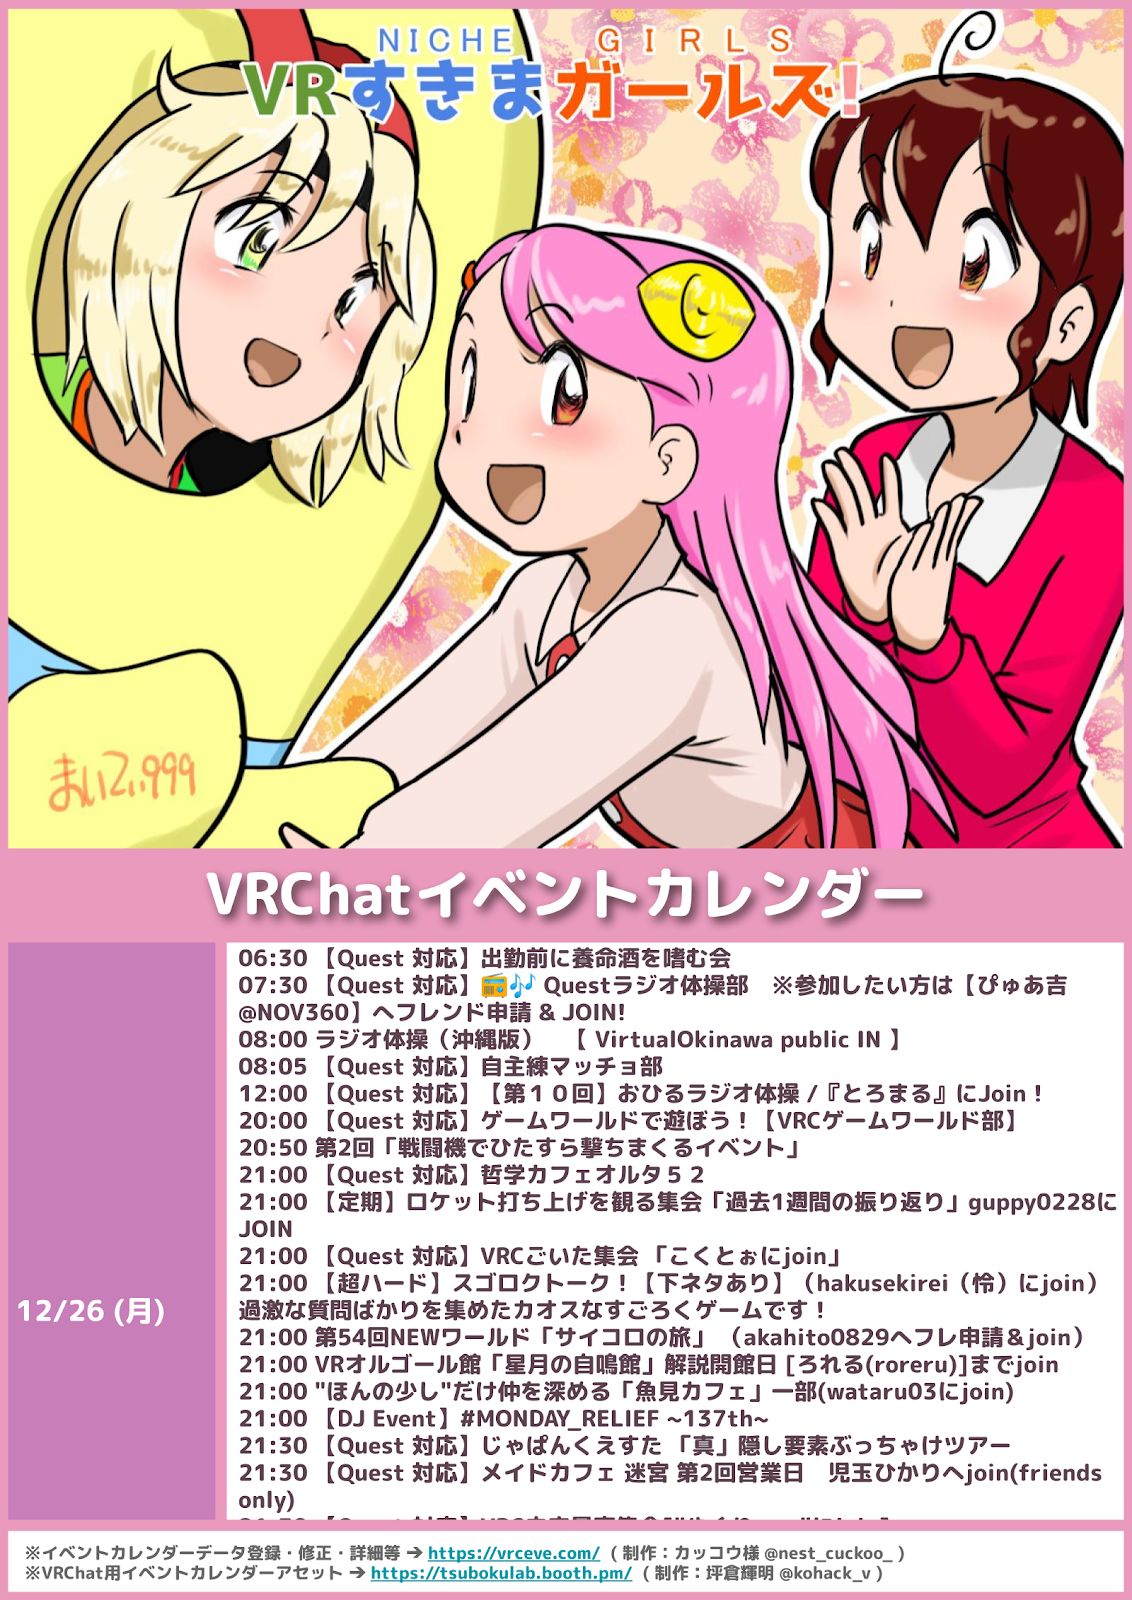 NICHE GIRLS
VRすきまガールズ!
まいてぃ999
VRChatイベントカレンダー
12/26 (月)
06:30 【Quest 対応】出勤前に養命酒を嗜む会
07:30 【Quest 対応】📻🎶 Questラジオ体操部　※参加したい方は【ぴゅあ吉
@NOV360】へフレンド申請 & JOIN!
08:00 ラジオ体操（沖縄版）　【 VirtualOkinawa public IN 】
08:05 【Quest 対応】自主練マッチョ部
12:00 【Quest 対応】【第１０回】おひるラジオ体操 /『とろまる』にJoin！
20:00 【Quest 対応】ゲームワールドで遊ぼう！【VRCゲームワールド部】
20:50 第2回「戦闘機でひたすら撃ちまくるイベント」
21:00 【Quest 対応】哲学カフェオルタ５２
21:00 【定期】ロケット打ち上げを観る集会「過去1週間の振り返り」guppy0228に
JOIN
21:00 【Quest 対応】VRCごいた集会 「こくとぉにjoin」
21:00 【超ハード】スゴロクトーク！【下ネタあり】（hakusekirei（怜）にjoin）
過激な質問ばかりを集めたカオスなすごろくゲームです！
21:00 第54回NEWワールド「サイコロの旅」（akahito0829へフレ申請＆join）
21:00 VRオルゴール館「星月の自鳴館」解説開館日 [ろれる(roreru)]までjoin
21:00 "ほんの少し"だけ仲を深める「魚見カフェ」一部(wataru03にjoin)
21:00 【DJ Event】#MONDAY_RELIEF ~137th~
21:30 【Quest 対応】じゃぱんくえすた 「真」隠し要素ぶっちゃけツアー
21:30 【Quest 対応】メイドカフェ 迷宮 第2回営業日　児玉ひかりへjoin(friends
only)
※イベントカレンダーデータ登録・修正・詳細等 ➔ https://vrceve.com/ （ 制作：カッコウ様 @nest_cuckoo_ ）
※VRChat用イベントカレンダーアセット ➔ https://tsubokulab.booth.pm/ （ 制作：坪倉輝明 @kohack_v ）